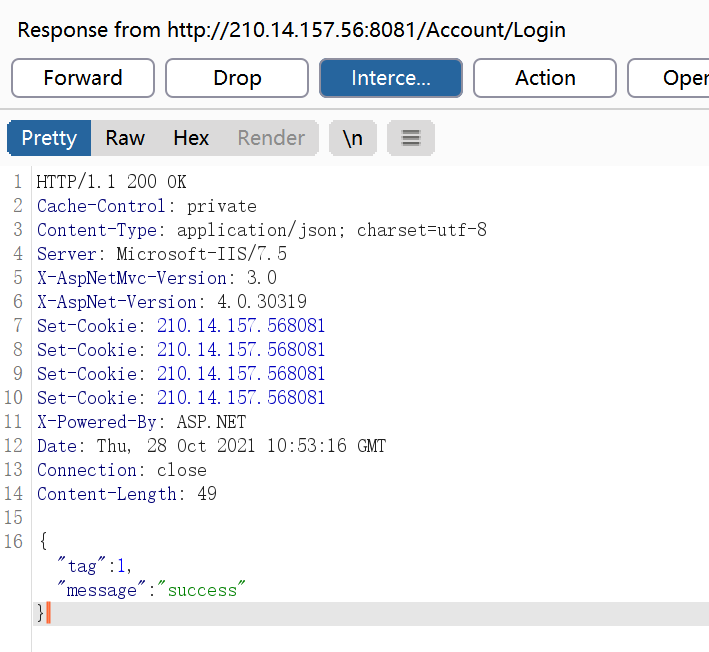 Response from http://210.14.157.56:8081/Account/Login
Forward Drop Interce... Action Oper
Pretty Raw Hex Render \n
1 HTTP/1.1 200 OK
2 Cache-Control: private
3 Content-Type: application/json; charset=utf-8
4 Server: Microsoft-IIS/7.5
5 X-AspNetMvc-Version: 3.0
6 X-AspNet-Version: 4.0.30319
7 Set-Cookie: 210.14.157.568081
8 Set-Cookie: 210.14.157.568081
9 Set-Cookie: 210.14.157.568081
10 Set-Cookie: 210.14.157.568081
11 X-Powered-By: ASP.NET
12 Date: Thu, 28 Oct 2021 10:53:16 GMT
13 Connection: close
14 Content-Length: 49
15
16 {
"tag":1,
"message":"success"
}